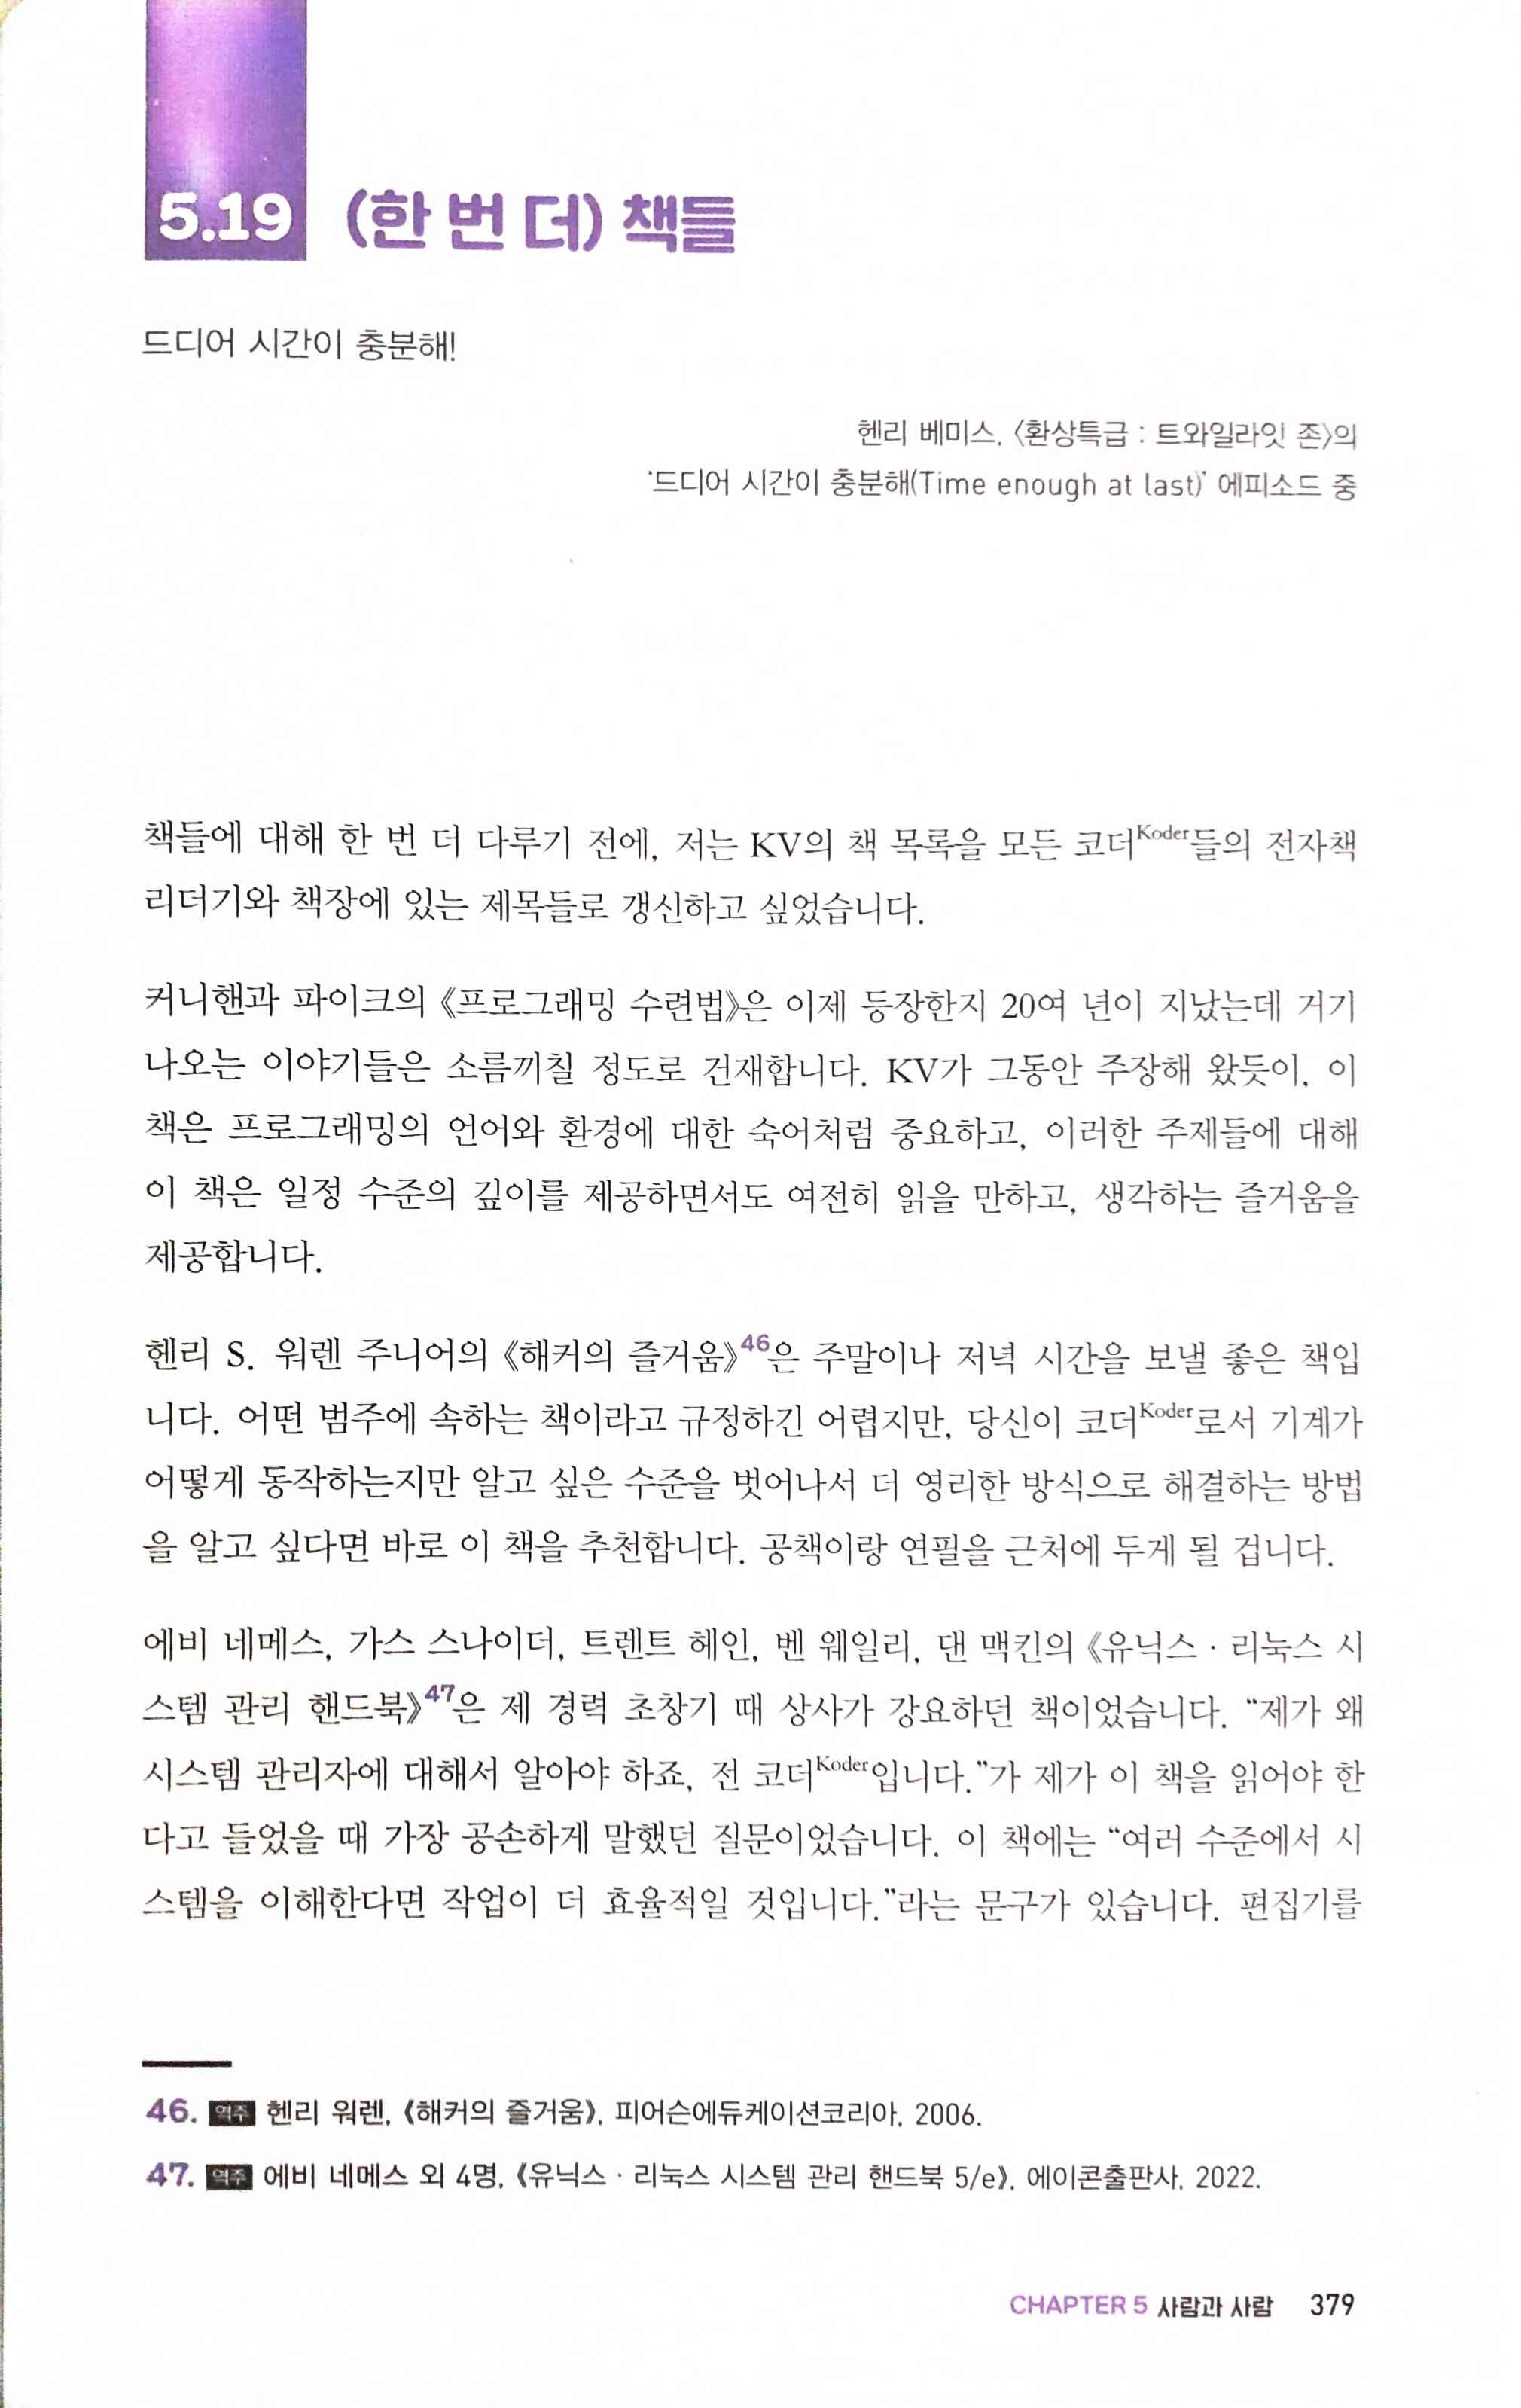 5.19 (한 번 더) 책들
드디어 시간이 충분해!
헨리 베미스, 〈환상특급 : 트와일라잇 존〉의
‘드디어 시간이 충분해(Time enough at last)’ 에피소드 중
책들에 대해 한 번 더 다루기 전에, 저는 KV의 책 목록을 모든 코더Koder들의 전자책
리더기와 책장에 있는 제목들로 갱신하고 싶었습니다.
커니핸과 파이크의 《프로그래밍 수련법》은 이제 등장한지 20여 년이 지났는데 거기
나오는 이야기들은 소름끼칠 정도로 건재합니다. KV가 그동안 주장해 왔듯이, 이
책은 프로그래밍의 언어와 환경에 대한 숙어처럼 중요하고, 이러한 주제들에 대해
이 책은 일정 수준의 깊이를 제공하면서도 여전히 읽을 만하고, 생각하는 즐거움을
제공합니다.
헨리 S. 워렌 주니어의 《해커의 즐거움》46은 주말이나 저녁 시간을 보낼 좋은 책입
니다. 어떤 범주에 속하는 책이라고 규정하긴 어렵지만, 당신이 코더Koder로서 기계가
어떻게 동작하는지만 알고 싶은 수준을 벗어나서 더 영리한 방식으로 해결하는 방법
을 알고 싶다면 바로 이 책을 추천합니다. 공책이랑 연필을 근처에 두게 될 겁니다.
에비 네메스, 가스 스나이더, 트렌트 헤인, 벤 웨일리, 댄 맥킨의 《유닉스 · 리눅스 시
스템 관리 핸드북》47은 제 경력 초창기 때 상사가 강요하던 책이었습니다. “제가 왜
시스템 관리자에 대해서 알아야 하죠, 전 코더Koder입니다.”가 제가 이 책을 읽어야 한
다고 들었을 때 가장 공손하게 말했던 질문이었습니다. 이 책에는 “여러 수준에서 시
스템을 이해한다면 작업이 더 효율적일 것입니다.”라는 문구가 있습니다. 편집기를
46. 역주 헨리 워렌, 《해커의 즐거움》, 피어슨에듀케이션코리아, 2006.
47. 역주 에비 네메스 외 4명, 《유닉스 · 리눅스 시스템 관리 핸드북 5/e》, 에이콘출판사, 2022.
CHAPTER 5 사람과 사람 379